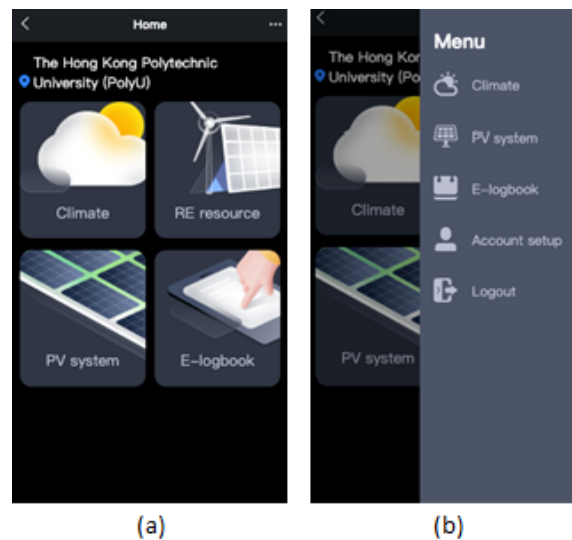 Home
The Hong Kong Polytechnic
University (PolyU)
Climate
RE resource
PV system
E-logbook
(a)
The Hong Kor
University (Po
Climate
PV system
Menu
Climate
PV system
E-logbook
Account setup
Logout
(b)